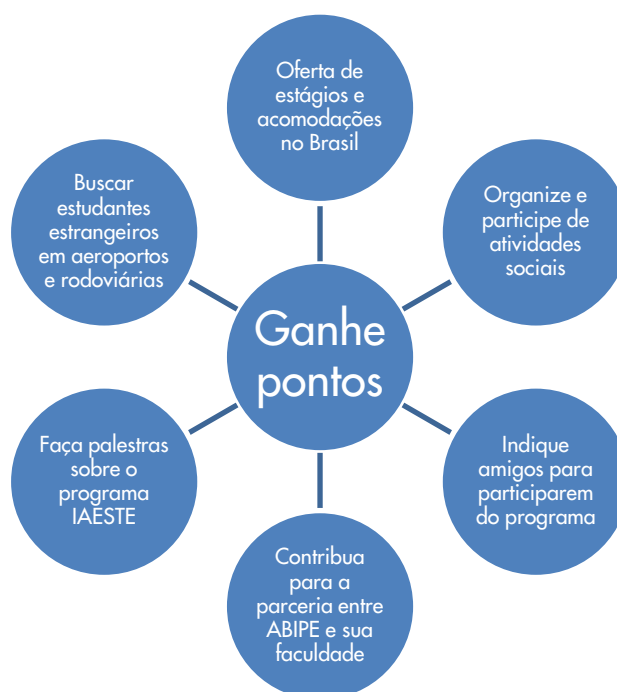 Oferta de
estágios e
acomodações
no Brasil
Buscar
estudantes
estrangeiros
em aeroportos
e rodoviárias
Organize e
participe de
atividades
sociais
Ganhe
pontos
Faça palestras
sobre o
programa
IAESTE
Indique
amigos para
participarem
do programa
Contribua
para a
parceria entre
ABIPE e sua
faculdade